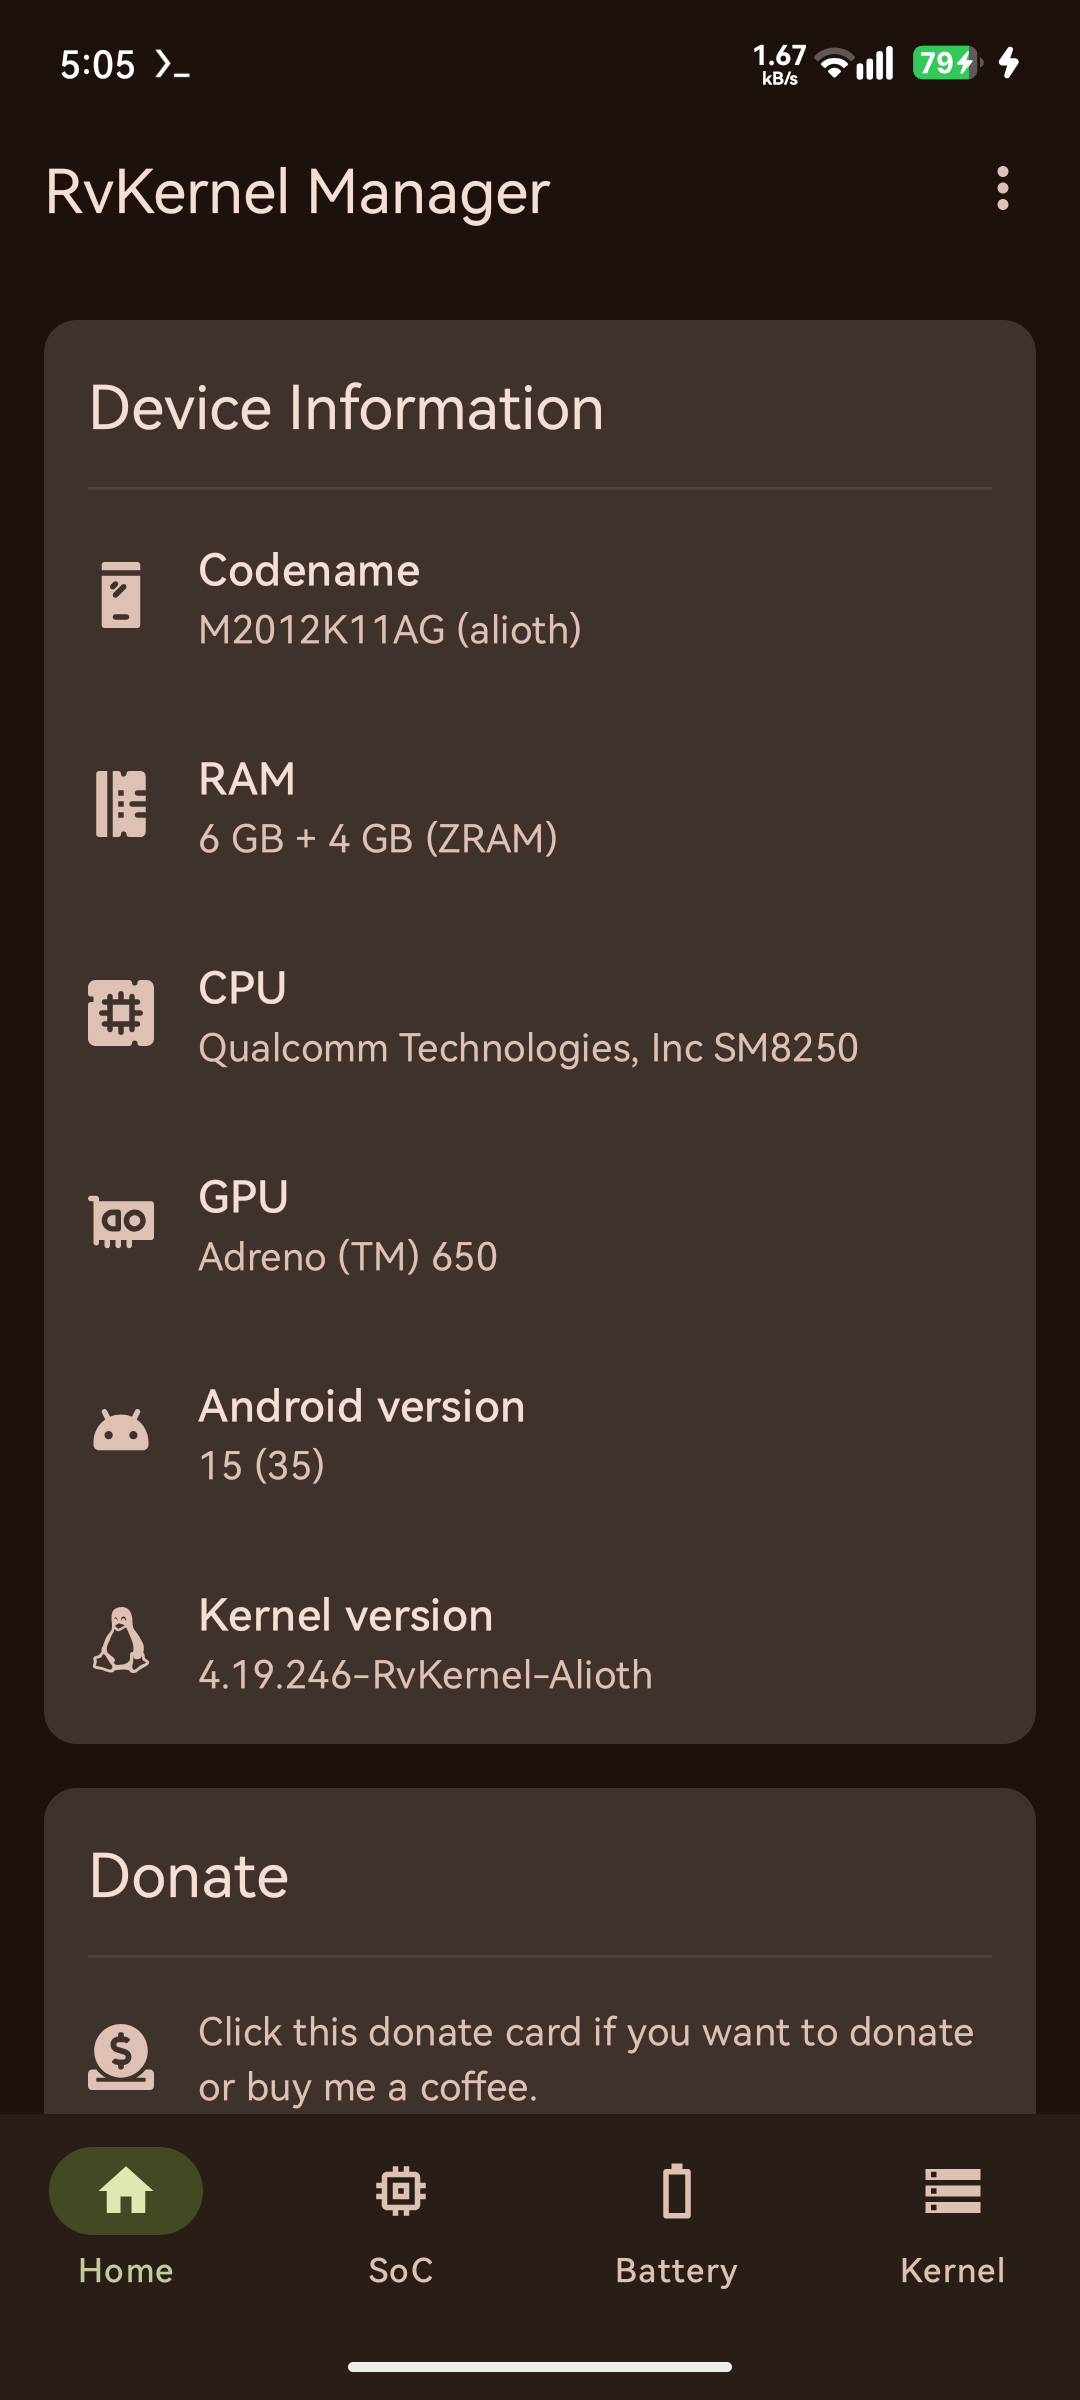 5:05
1.67
kB/s
79
RvKernel Manager
Device Information
Codename
M2012K11AG (alioth)
RAM
6 GB + 4 GB (ZRAM)
CPU
Qualcomm Technologies, Inc SM8250
GPU
Adreno (TM) 650
Android version
15 (35)
Kernel version
4.19.246-RvKernel-Alioth
Donate
Click this donate card if you want to donate
or buy me a coffee.
Home
SoC
Battery
Kernel